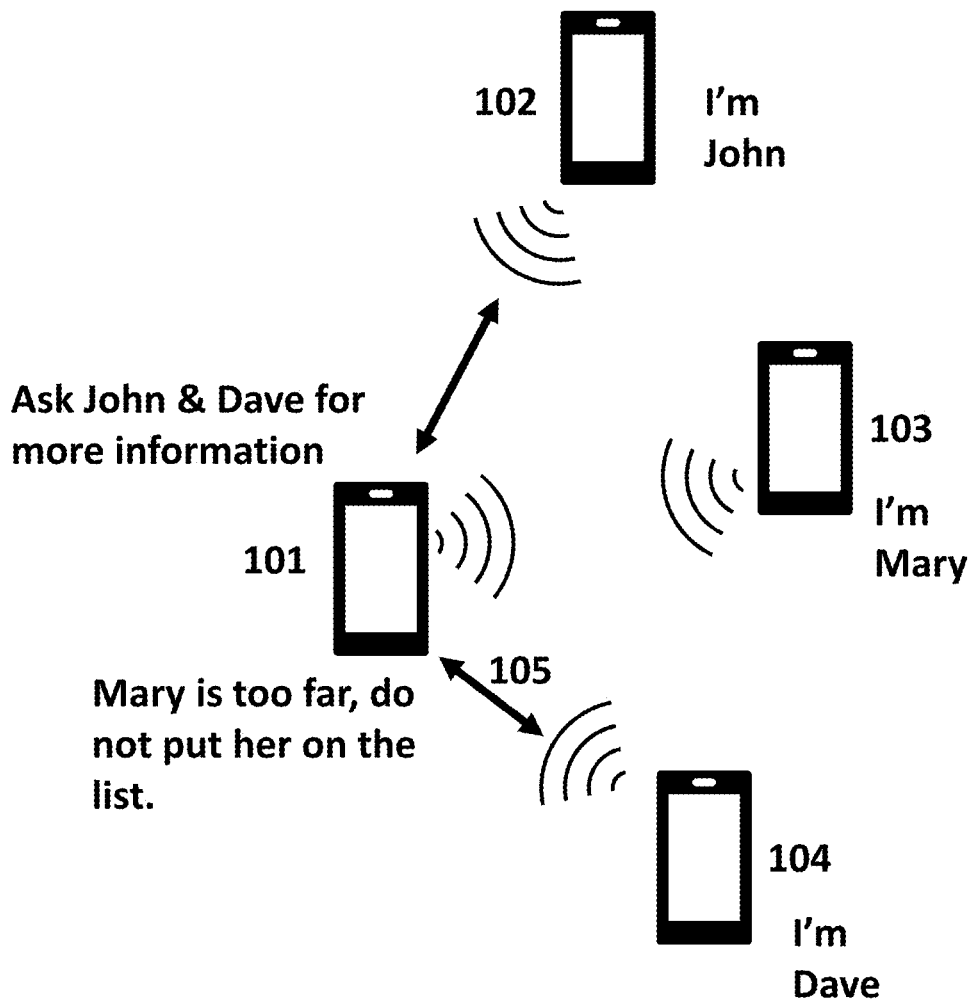 102
I'm
John
Ask John & Dave for
more information
103
I'm
Mary
101
105
Mary is too far, do
not put her on the
list.
104
I'm
Dave